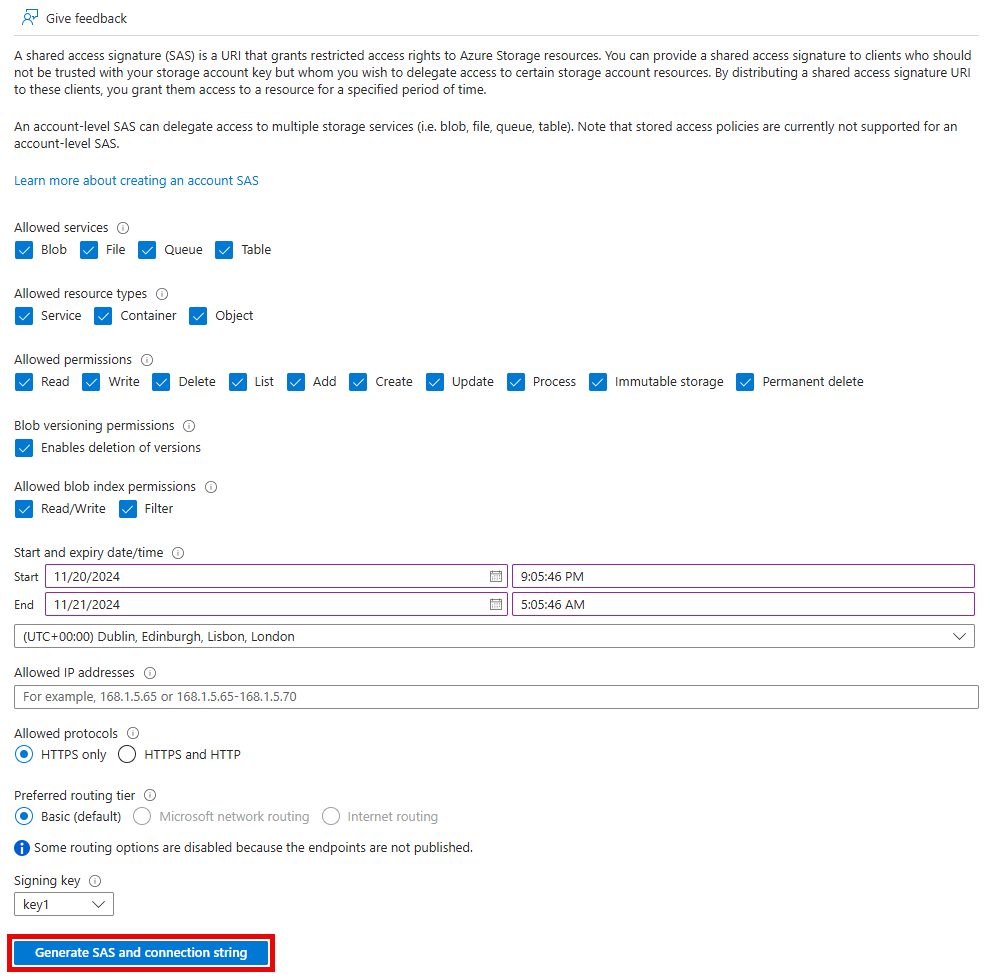 Give feedback
A shared access signature (SAS) is a URI that grants restricted access rights to Azure Storage resources. You can provide a shared access signature to clients who should
not be trusted with your storage account key but whom you wish to delegate access to certain storage account resources. By distributing a shared access signature URI
to these clients, you grant them access to a resource for a specified period of time.
An account-level SAS can delegate access to multiple storage services (i.e. blob, file, queue, table). Note that stored access policies are currently not supported for an
account-level SAS.
Learn more about creating an account SAS
Allowed services
Blob File Queue Table
Allowed resource types
Service Container Object
Allowed permissions
Read Write Delete List Add Create Update Process Immutable storage Permanent delete
Blob versioning permissions
Enables deletion of versions
Allowed blob index permissions
Read/Write Filter
Start and expiry date/time
Start 11/20/2024 9:05:46 PM
End 11/21/2024 5:05:46 AM
(UTC+00:00) Dublin, Edinburgh, Lisbon, London
Allowed IP addresses
For example, 168.1.5.65 or 168.1.5.65-168.1.5.70
Allowed protocols
HTTPS only HTTPS and HTTP
Preferred routing tier
Basic (default) Microsoft network routing Internet routing
Some routing options are disabled because the endpoints are not published.
Signing key
key1
Generate SAS and connection string